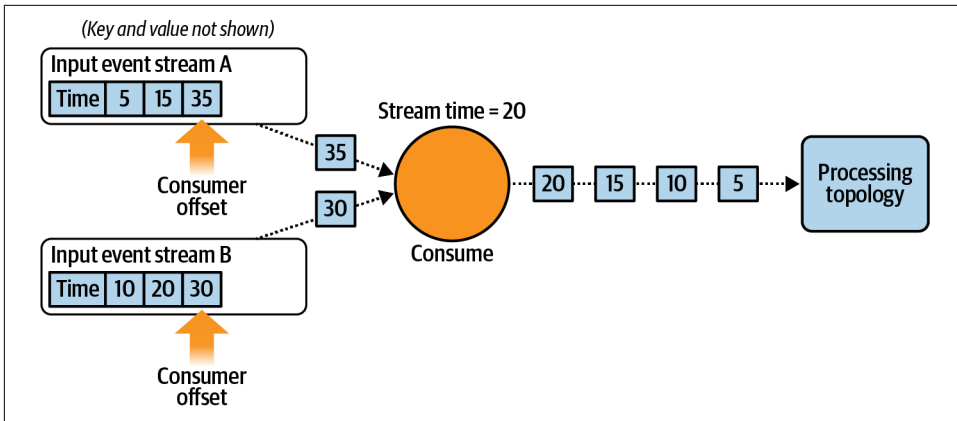 (Key and value not shown)
Input event stream A
Time 5 15 35
Consumer
offset
Input event stream B
Time 10 20 30
Consumer
offset
35
30
Stream time = 20
Consume
20 15 10 5
Processing
topology